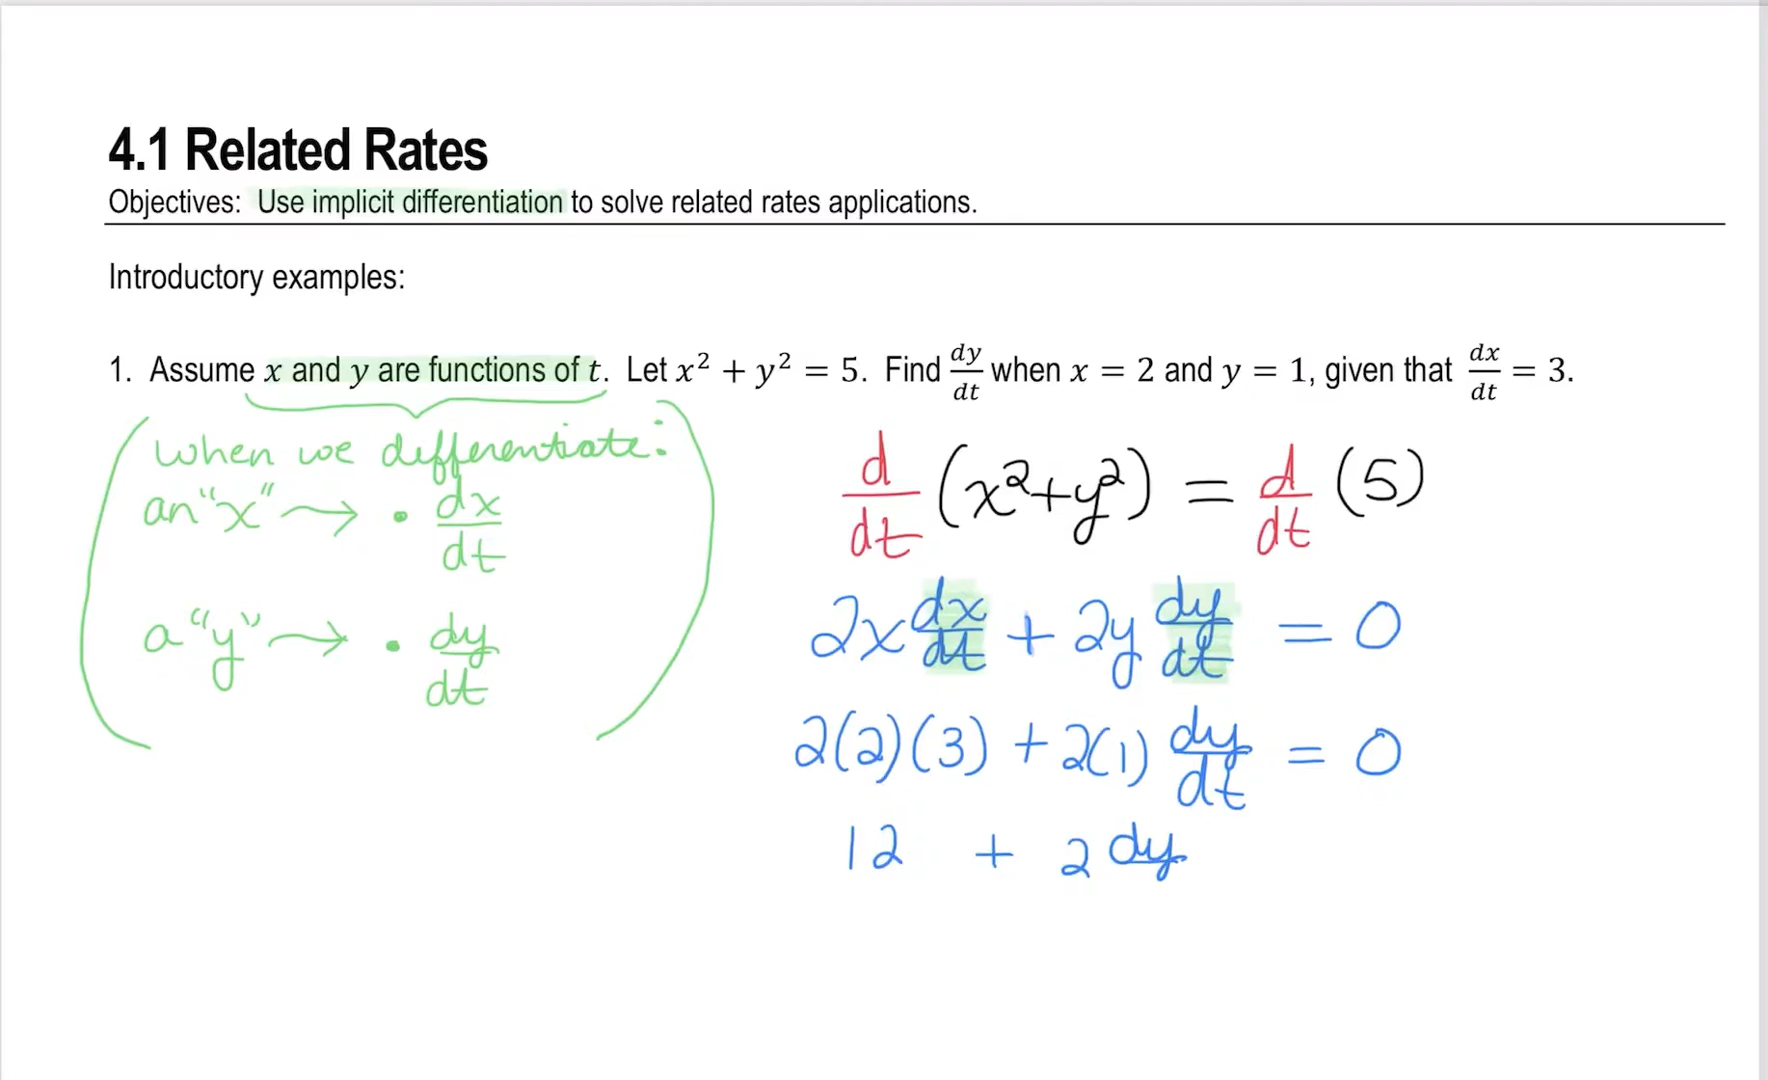 4.1 Related Rates
Objectives: Use implicit differentiation to solve related rates applications.
Introductory examples:
1. Assume x and y are functions of t. Let x² + y² = 5. Find dy/dt when x = 2 and y = 1, given that dx/dt = 3.
when we differentiate:
an "x" → · dx/dt
a "y" → · dy/dt
d/dt (x²+y²) = d/dt (5)
2x dx/dt + 2y dy/dt = 0
2(2)(3) + 2(1) dy/dt = 0
12 + 2 dy